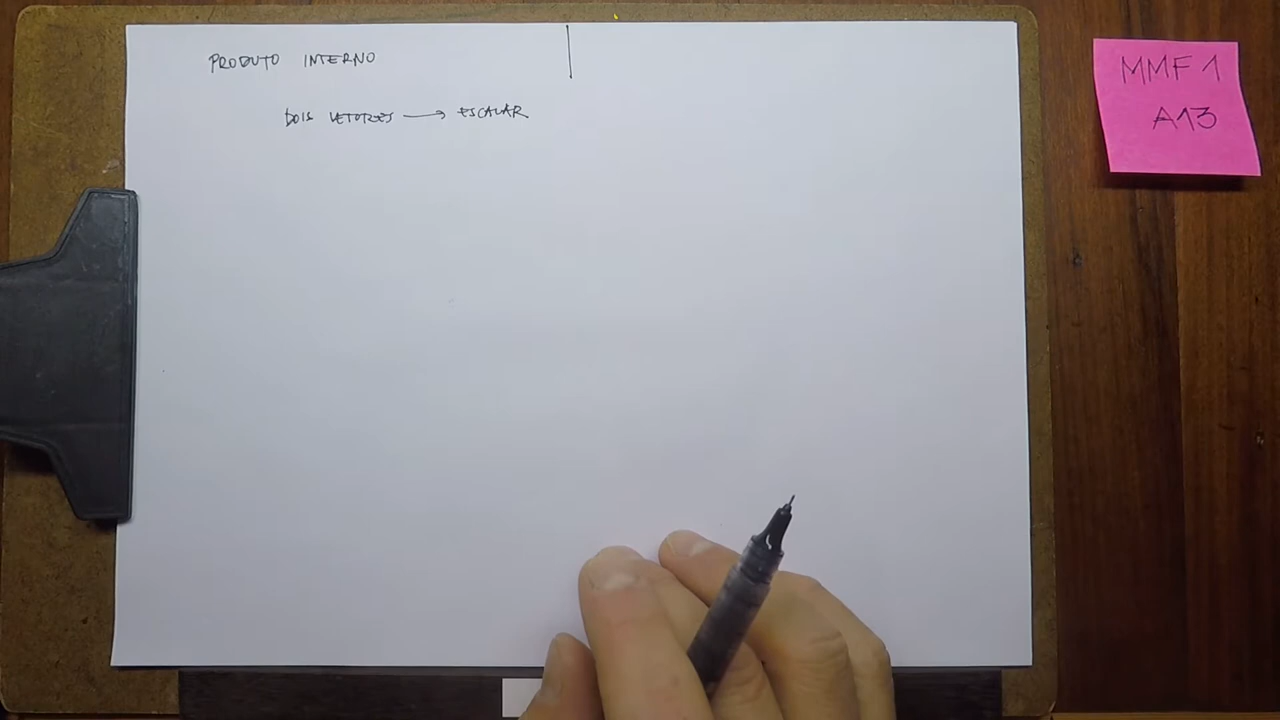 PRODUTO INTERNO
DOIS VETORES → ESCALAR
MMF 1
A13